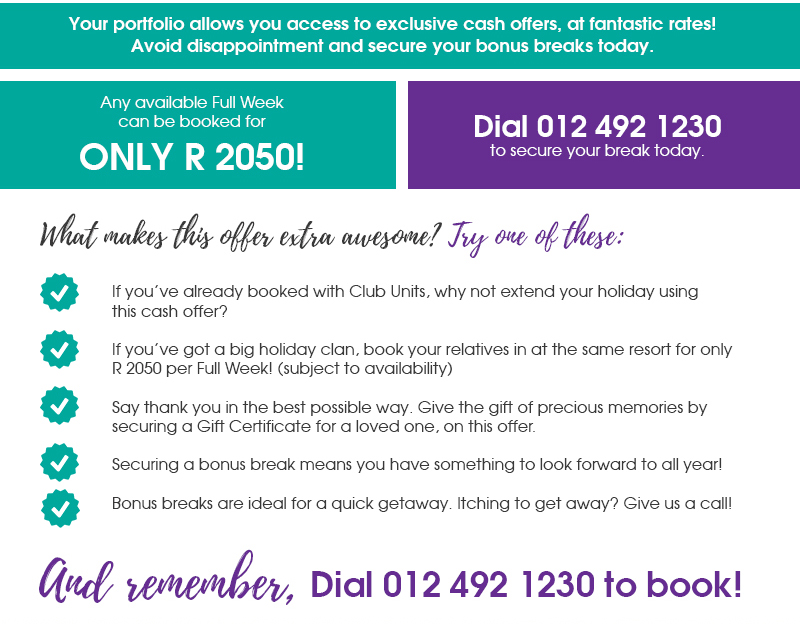 Your portfolio allows you access to exclusive cash offers, at fantastic rates!
Avoid disappointment and secure your bonus breaks today.
Any available Full Week
can be booked for
ONLY R 2050!
Dial 012 492 1230
to secure your break today.
What makes this offer extra awesome? Try one of these:
If you’ve already booked with Club Units, why not extend your holiday using
this cash offer?
If you’ve got a big holiday clan, book your relatives in at the same resort for only
R 2050 per Full Week! (subject to availability)
Say thank you in the best possible way. Give the gift of precious memories by
securing a Gift Certificate for a loved one, on this offer.
Securing a bonus break means you have something to look forward to all year!
Bonus breaks are ideal for a quick getaway. Itching to get away? Give us a call!
And remember, Dial 012 492 1230 to book!